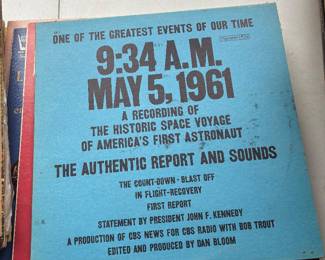 ONE OF THE GREATEST EVENTS OF OUR TIME
9:34 A.M.
MAY 5, 1961
A RECORDING OF
THE HISTORIC SPACE VOYAGE
OF AMERICA'S FIRST ASTRONAUT
THE AUTHENTIC REPORT AND SOUNDS
THE COUNT-DOWN - BLAST OFF
IN FLIGHT-RECOVERY
FIRST REPORT
STATEMENT BY PRESIDENT JOHN F. KENNEDY
A PRODUCTION OF CBS NEWS FOR CBS RADIO WITH BOB TROUT
EDITED AND PRODUCED BY DAN BLOOM